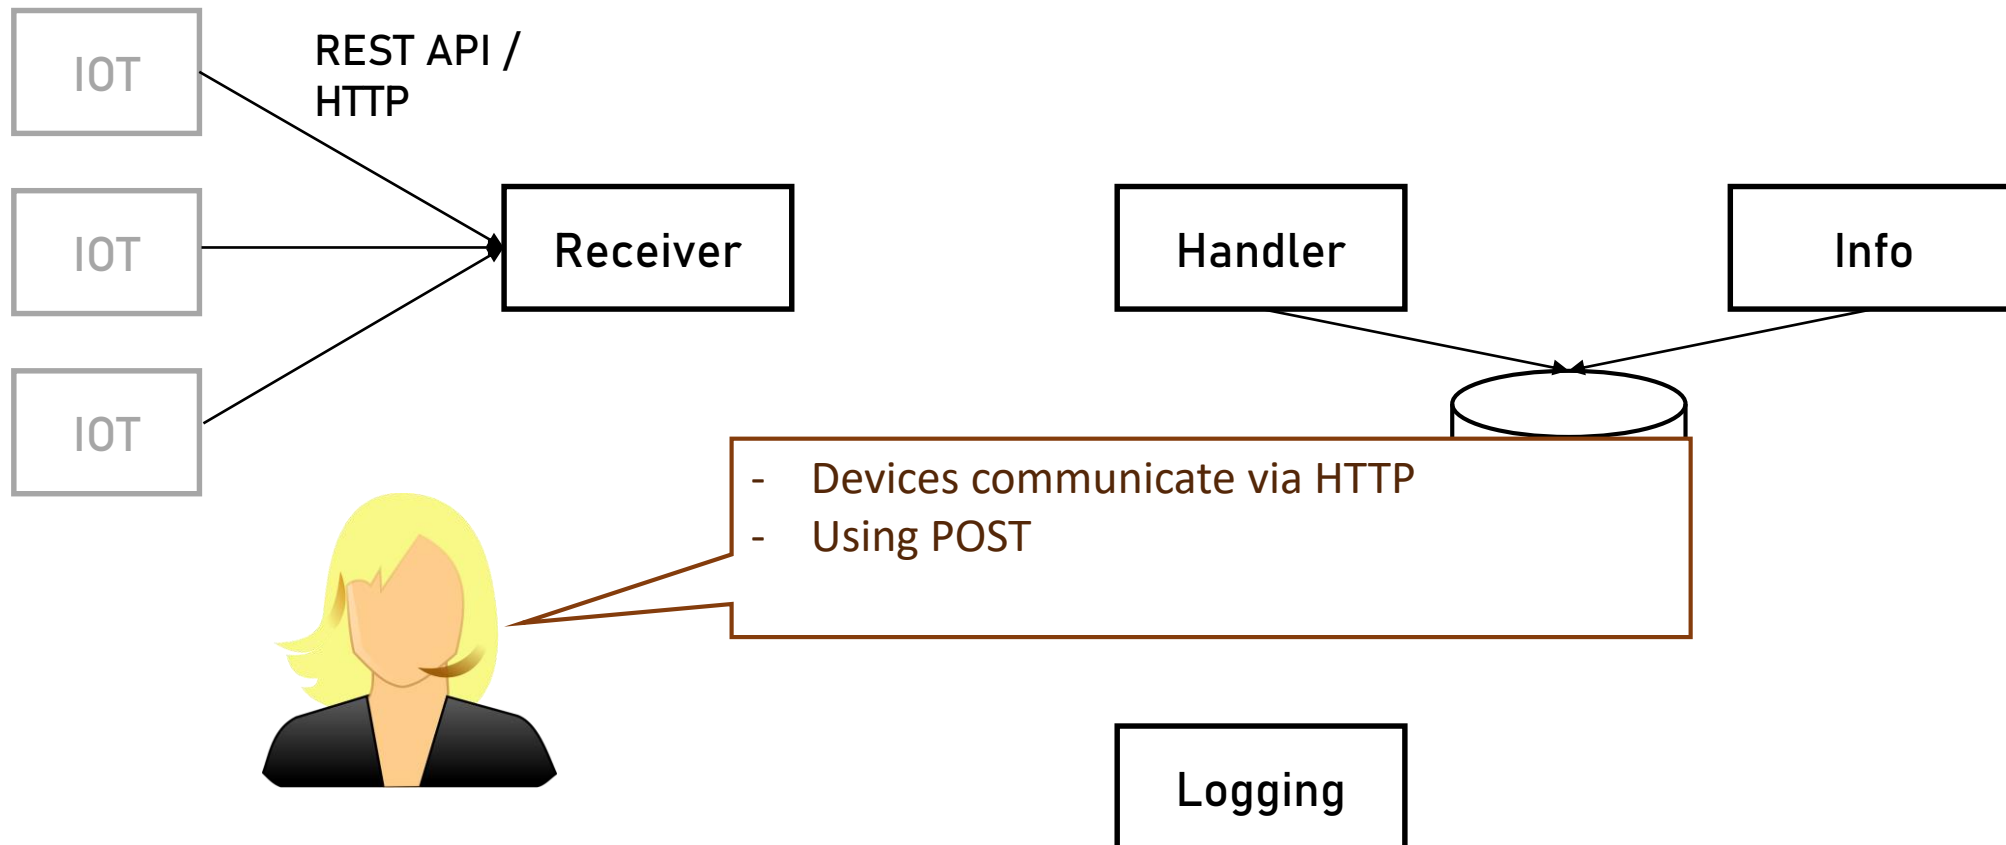 IOT
REST API /
HTTP
IOT
Receiver
Handler
Info
IOT
- Devices communicate via HTTP
- Using POST
Logging